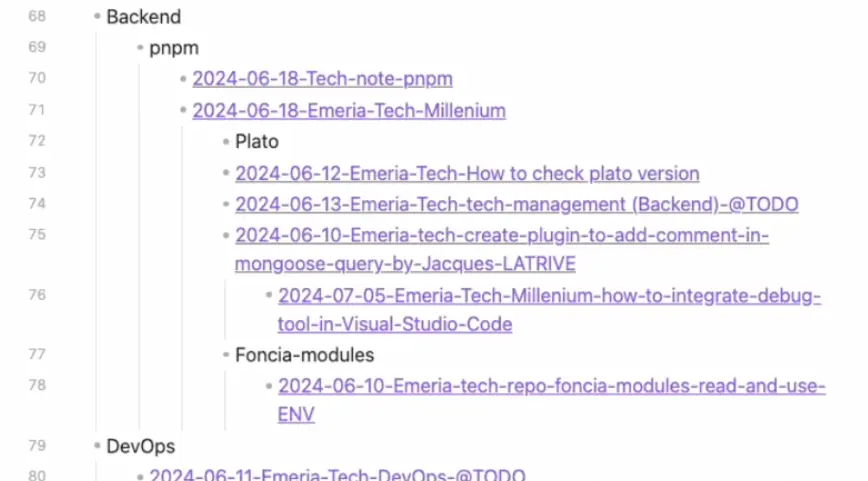 68 Backend
69 pnpm
70 2024-06-18-Tech-note-pnpm
71 2024-06-18-Emeria-Tech-Millenium
72 Plato
73 2024-06-12-Emeria-Tech-How to check plato version
74 2024-06-13-Emeria-Tech-tech-management (Backend)-@TODO
75 2024-06-10-Emeria-tech-create-plugin-to-add-comment-in-
mongoose-query-by-Jacques-LATRIVE
76 2024-07-05-Emeria-Tech-Millenium-how-to-integrate-debug-
tool-in-Visual-Studio-Code
77 Foncia-modules
78 2024-06-10-Emeria-tech-repo-foncia-modules-read-and-use-
ENV
79 DevOps
80 2024-06-11-Emeria-Tech-DevOps-@TODO